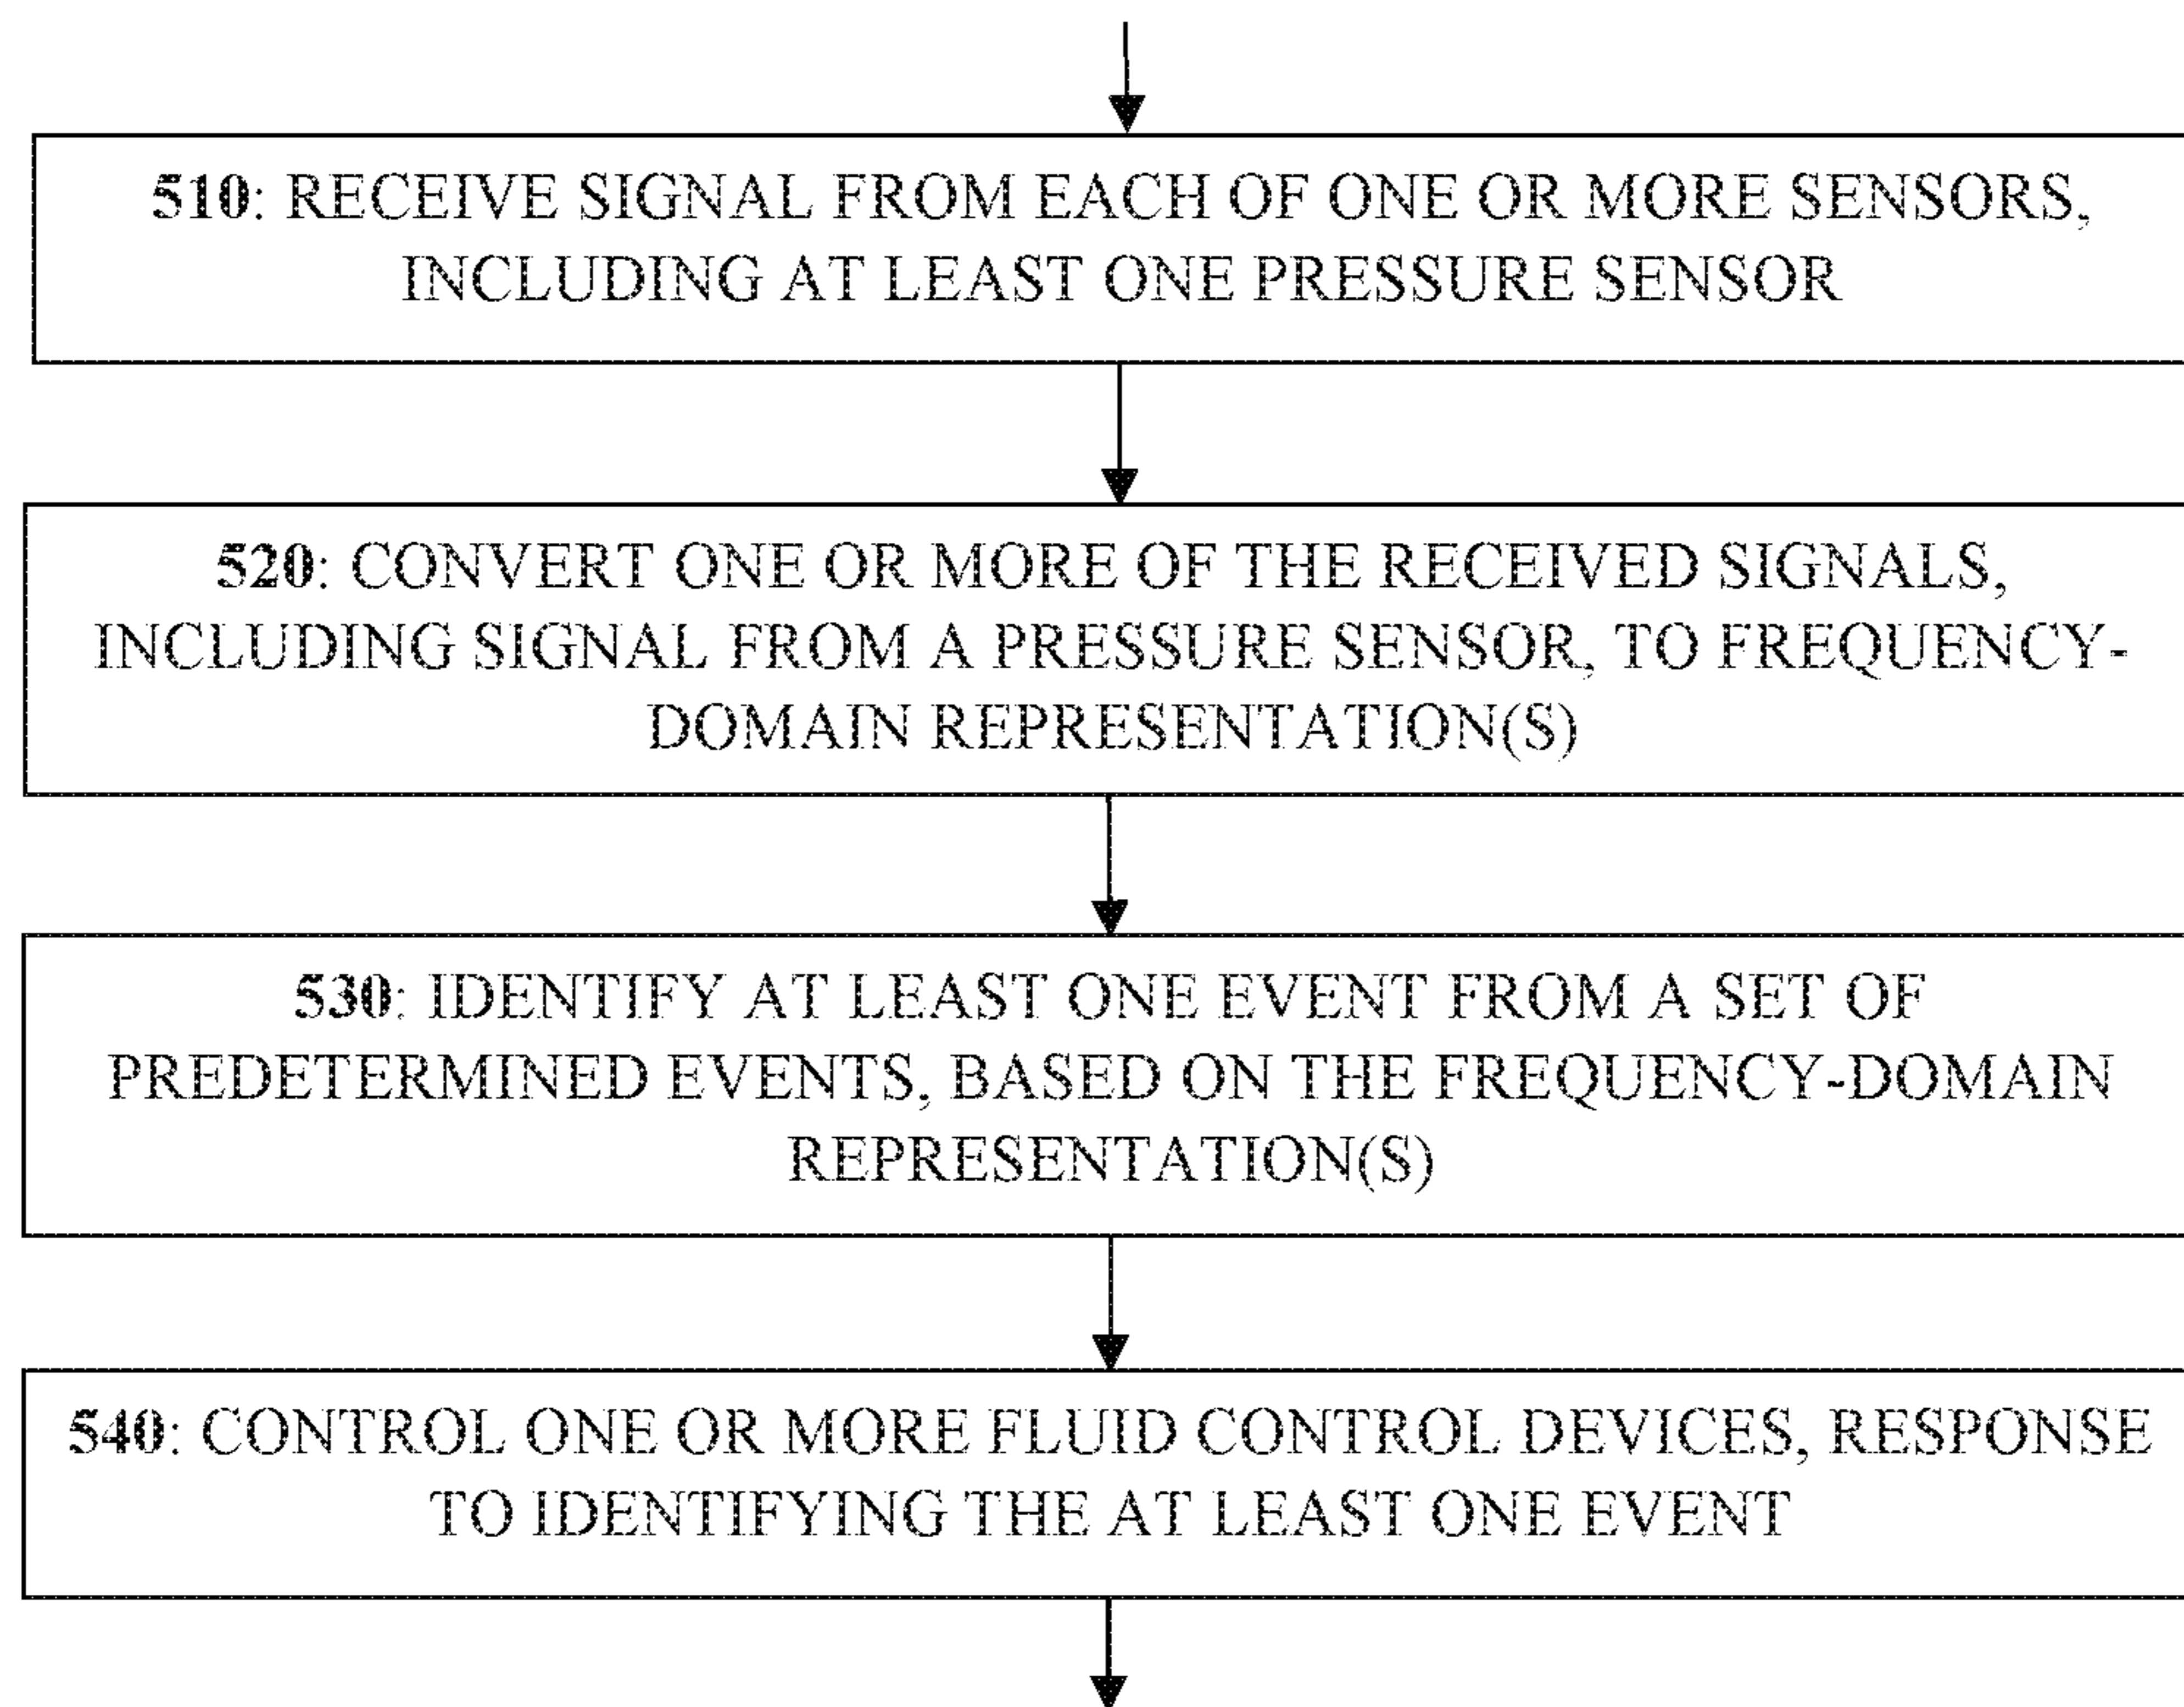 510: RECEIVE SIGNAL FROM EACH OF ONE OR MORE SENSORS,
INCLUDING AT LEAST ONE PRESSURE SENSOR
520: CONVERT ONE OR MORE OF THE RECEIVED SIGNALS,
INCLUDING SIGNAL FROM A PRESSURE SENSOR, TO FREQUENCY-
DOMAIN REPRESENTATION(S)
530: IDENTIFY AT LEAST ONE EVENT FROM A SET OF
PREDETERMINED EVENTS, BASED ON THE FREQUENCY-DOMAIN
REPRESENTATION(S)
540: CONTROL ONE OR MORE FLUID CONTROL DEVICES, RESPONSE
TO IDENTIFYING THE AT LEAST ONE EVENT